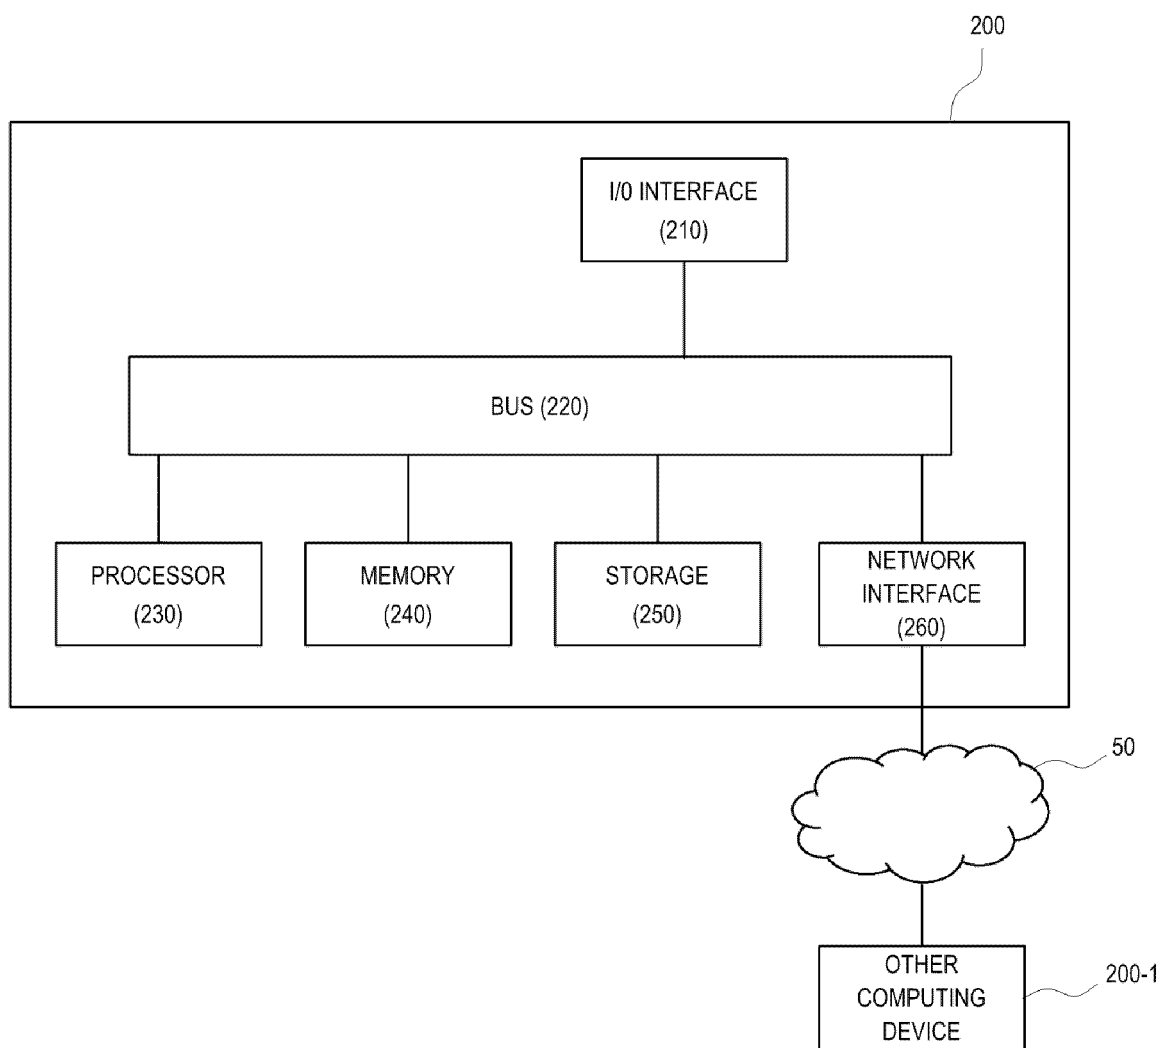 200
I/0 INTERFACE
(210)
BUS (220)
PROCESSOR
(230)
MEMORY
(240)
STORAGE
(250)
NETWORK
INTERFACE
(260)
50
OTHER
COMPUTING
DEVICE
200-1